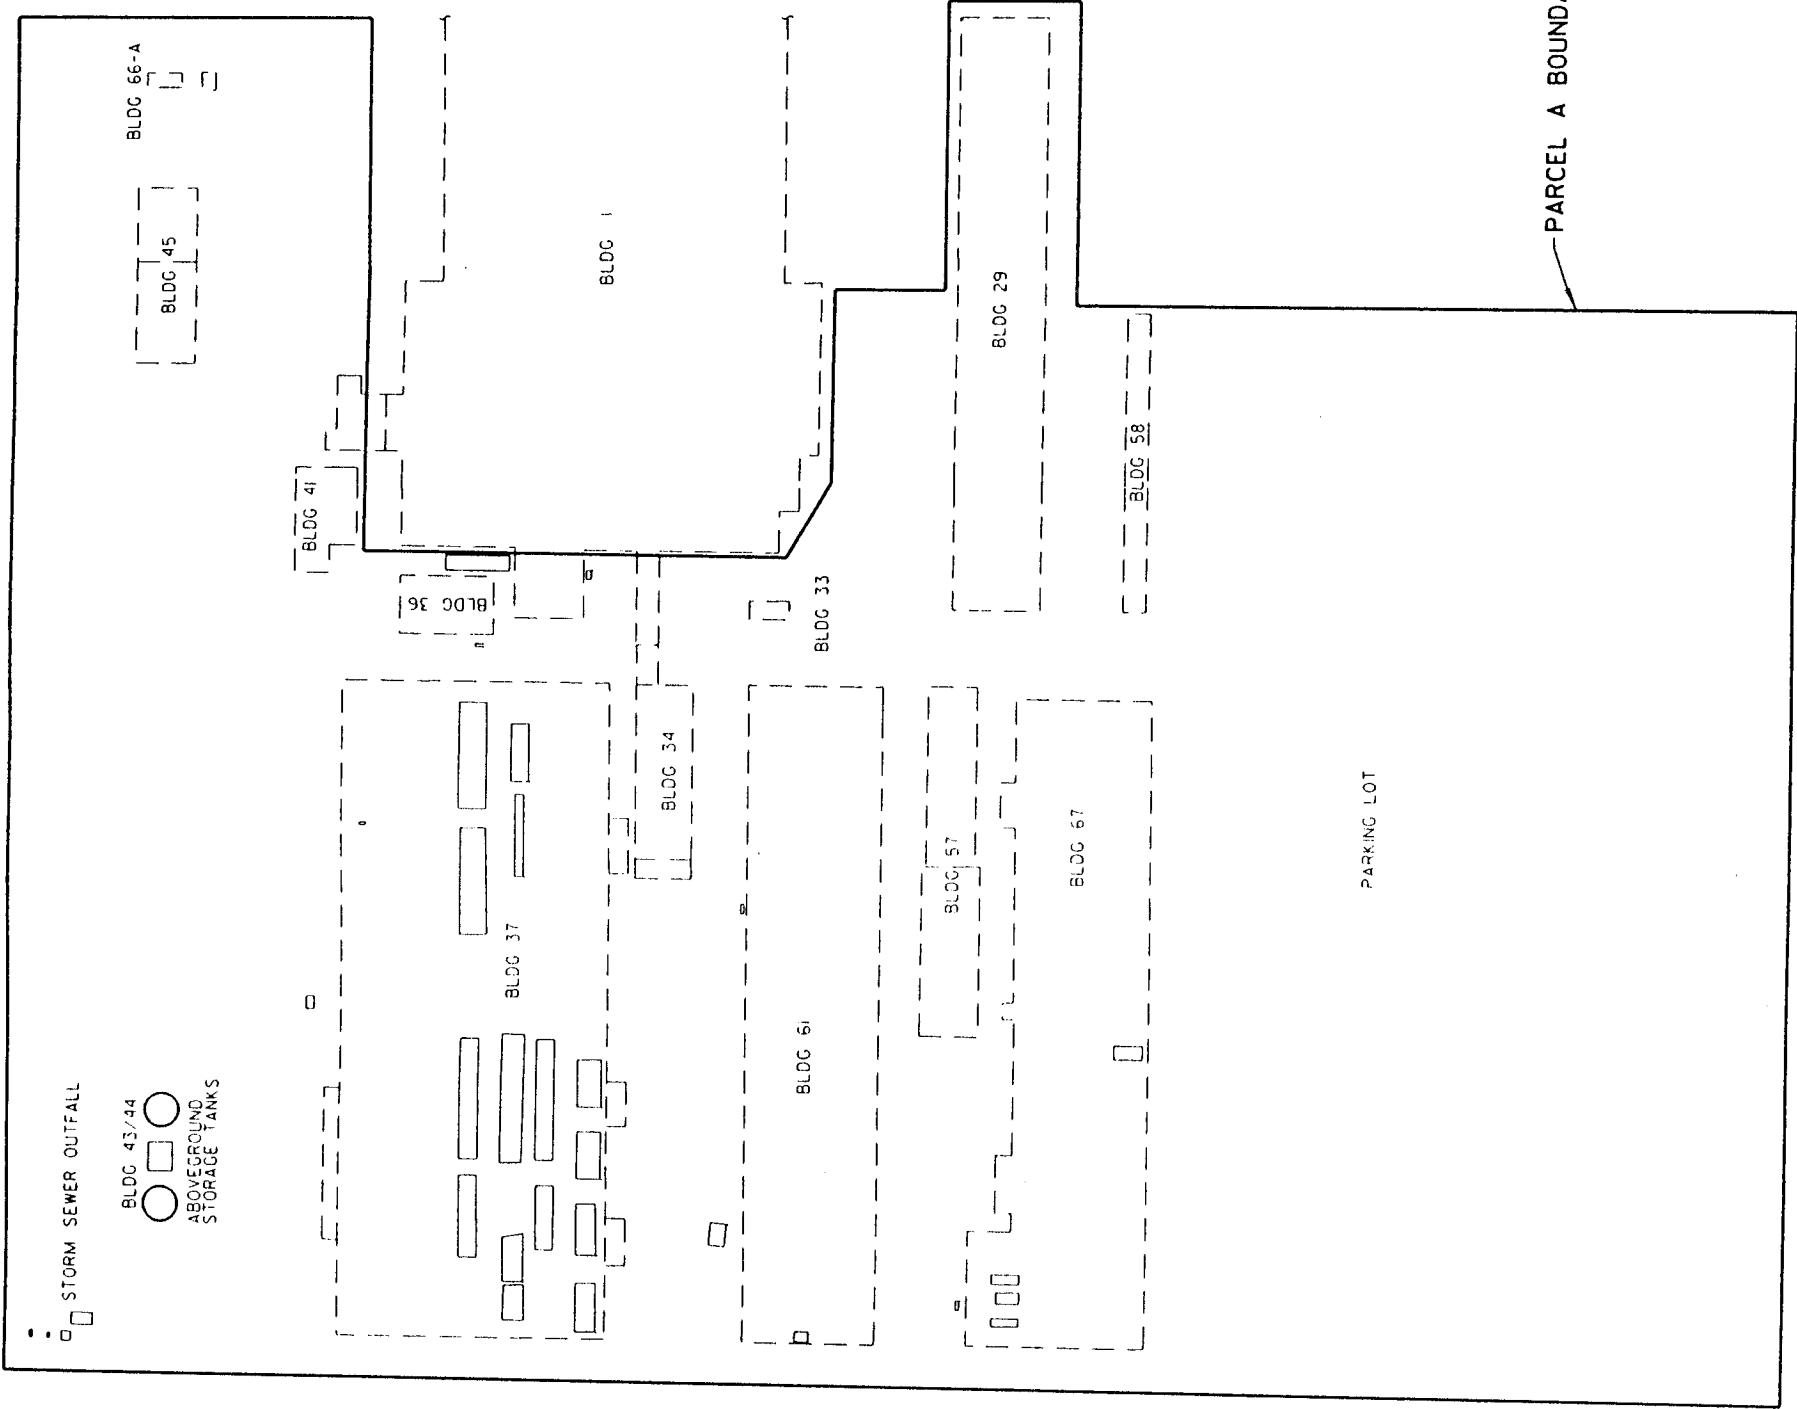 BLDG 66-A
BLDG 45
BLDG 41
BLDG 36
BLDG 1
BLDG 29
BLDG 58
BLDG 33
BLDG 34
BLDG 37
BLDG 61
BLDG 57
BLDG 67
PARKING LOT
PARCEL A BOUNDA
STORM SEWER OUTFALL
BLDG 43/44
ABOVEGROUND
STORAGE TANKS